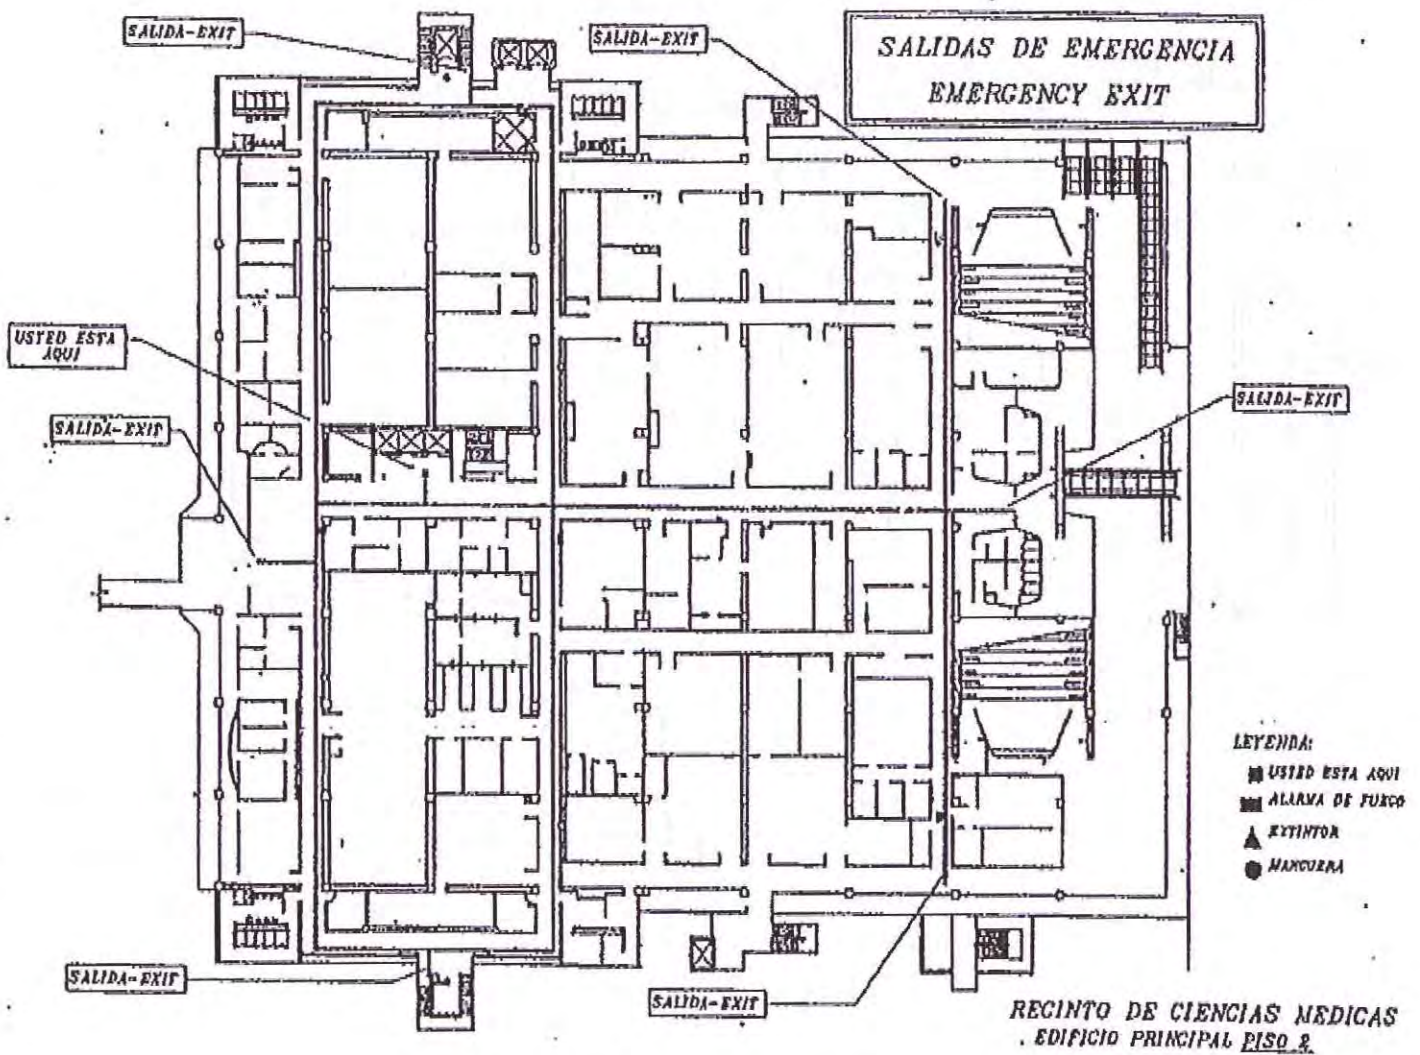 SALIDA-EXIT
SALIDA-EXIT
SALIDAS DE EMERGENCIA
EMERGENCY EXIT
USTED ESTA
AQUI
SALIDA-EXIT
SALIDA-EXIT
LEYENDA:
USTED ESTA AQUI
ALARMA DE FUEGO
EXTINTOR
MANGUERA
SALIDA-EXIT
SALIDA-EXIT
RECINTO DE CIENCIAS MEDICAS
EDIFICIO PRINCIPAL PISO 2